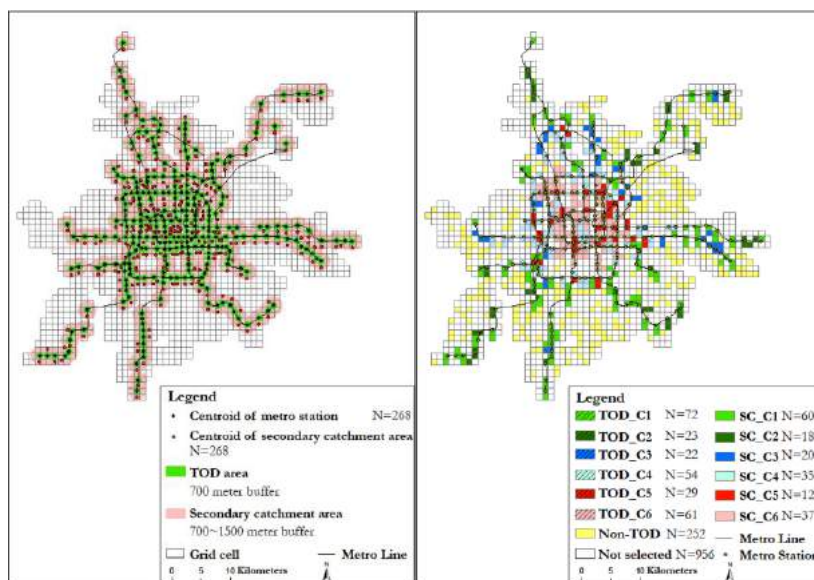 Legend
Centroid of metro station N=268
Centroid of secondary catchment area
N=268
TOD area
700 meter buffer
Secondary catchment area
700~1500 meter buffer
Grid cell Metro Line
0 5 10 Kilometers
N
Legend
TOD_C1 N=72 SC_C1 N=60
TOD_C2 N=23 SC_C2 N=18
TOD_C3 N=22 SC_C3 N=20
TOD_C4 N=54 SC_C4 N=35
TOD_C5 N=29 SC_C5 N=12
TOD_C6 N=61 SC_C6 N=37
Non-TOD N=252 Metro Line
Not selected N=956 Metro Station
0 5 10 Kilometers
N